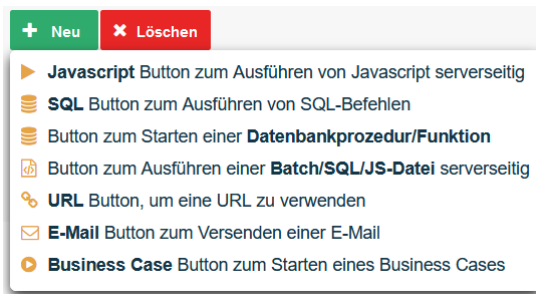 Neu Löschen
Javascript Button zum Ausführen von Javascript serverseitig
SQL Button zum Ausführen von SQL-Befehlen
Button zum Starten einer Datenbankprozedur/Funktion
Button zum Ausführen einer Batch/SQL/JS-Datei serverseitig
URL Button, um eine URL zu verwenden
E-Mail Button zum Versenden einer E-Mail
Business Case Button zum Starten eines Business Cases